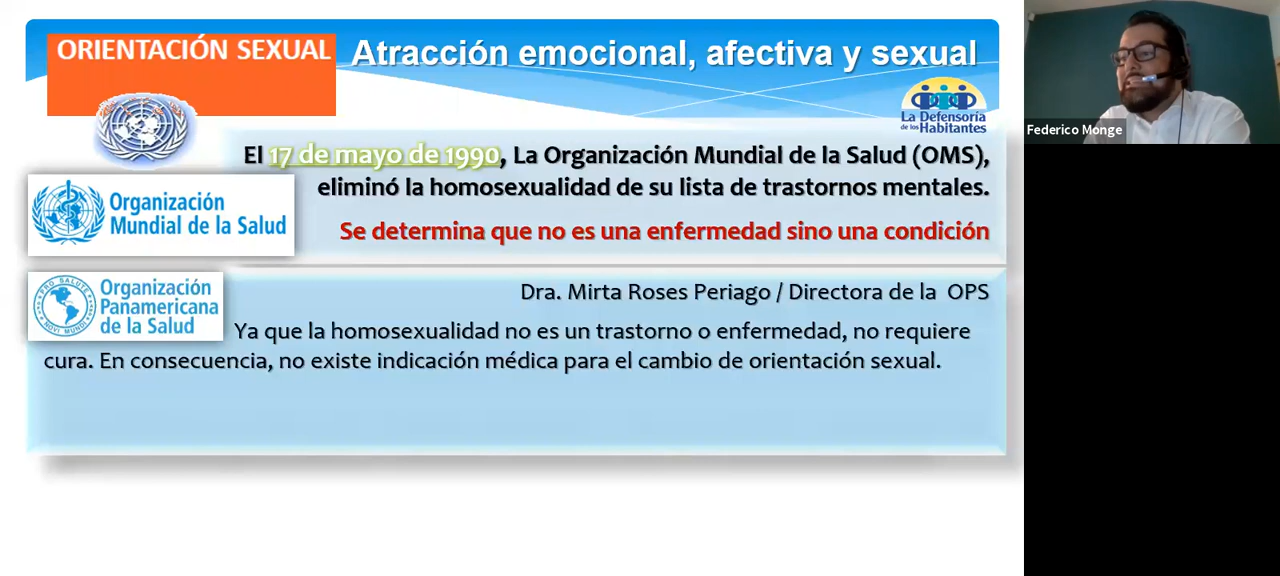 ORIENTACIÓN SEXUAL
Atracción emocional, afectiva y sexual
La Defensoría
de los Habitantes
El 17 de mayo de 1990, La Organización Mundial de la Salud (OMS),
eliminó la homosexualidad de su lista de trastornos mentales.
Organización
Mundial de la Salud
Se determina que no es una enfermedad sino una condición
PRO SALUTE
NOVI MUNDI
Organización
Panamericana
de la Salud
Dra. Mirta Roses Periago / Directora de la OPS
Ya que la homosexualidad no es un trastorno o enfermedad, no requiere
cura. En consecuencia, no existe indicación médica para el cambio de orientación sexual.
Federico Monge